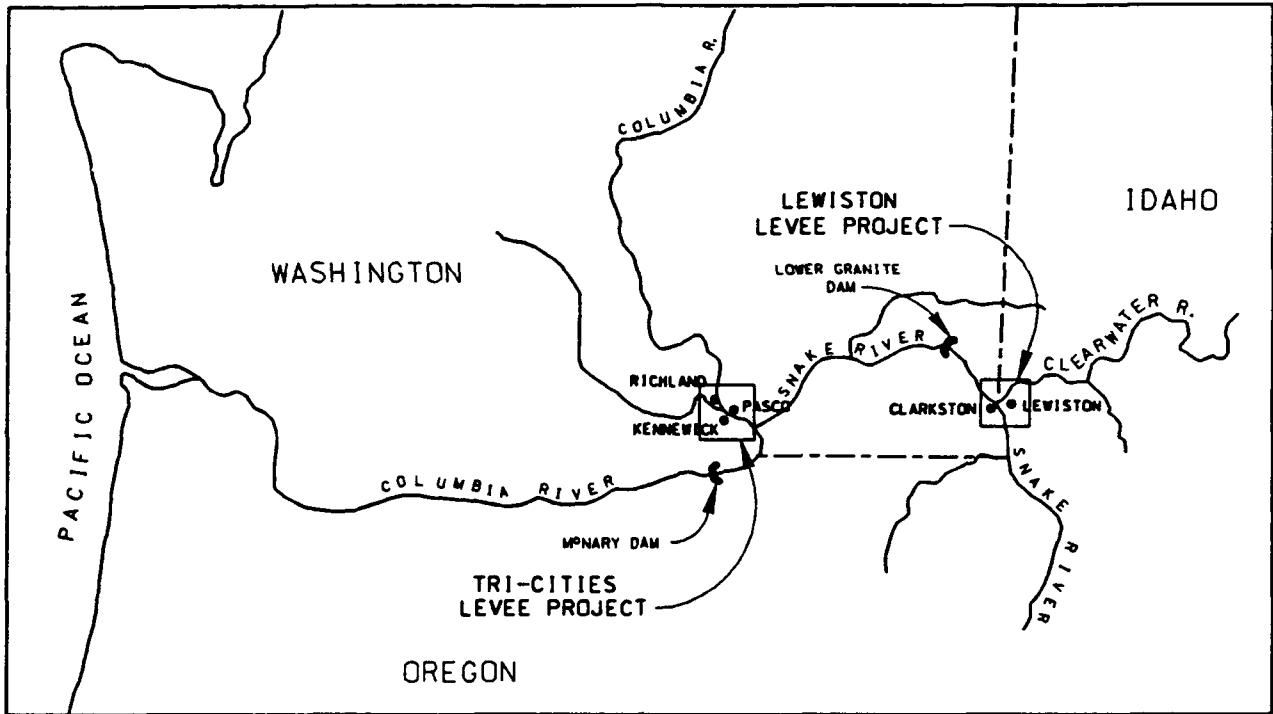 COLUMBIA R.
LEWISTON
LEVEE PROJECT
IDAHO
WASHINGTON
LOWER GRANITE
DAM
PACIFIC OCEAN
SNAKE RIVER
CLEARWATER R.
RICHLAND
PASCO
KENNEWICK
CLARKSTON
LEWISTON
COLUMBIA RIVER
SNAKE RIVER
MCNARY DAM
TRI-CITIES
LEVEE PROJECT
OREGON